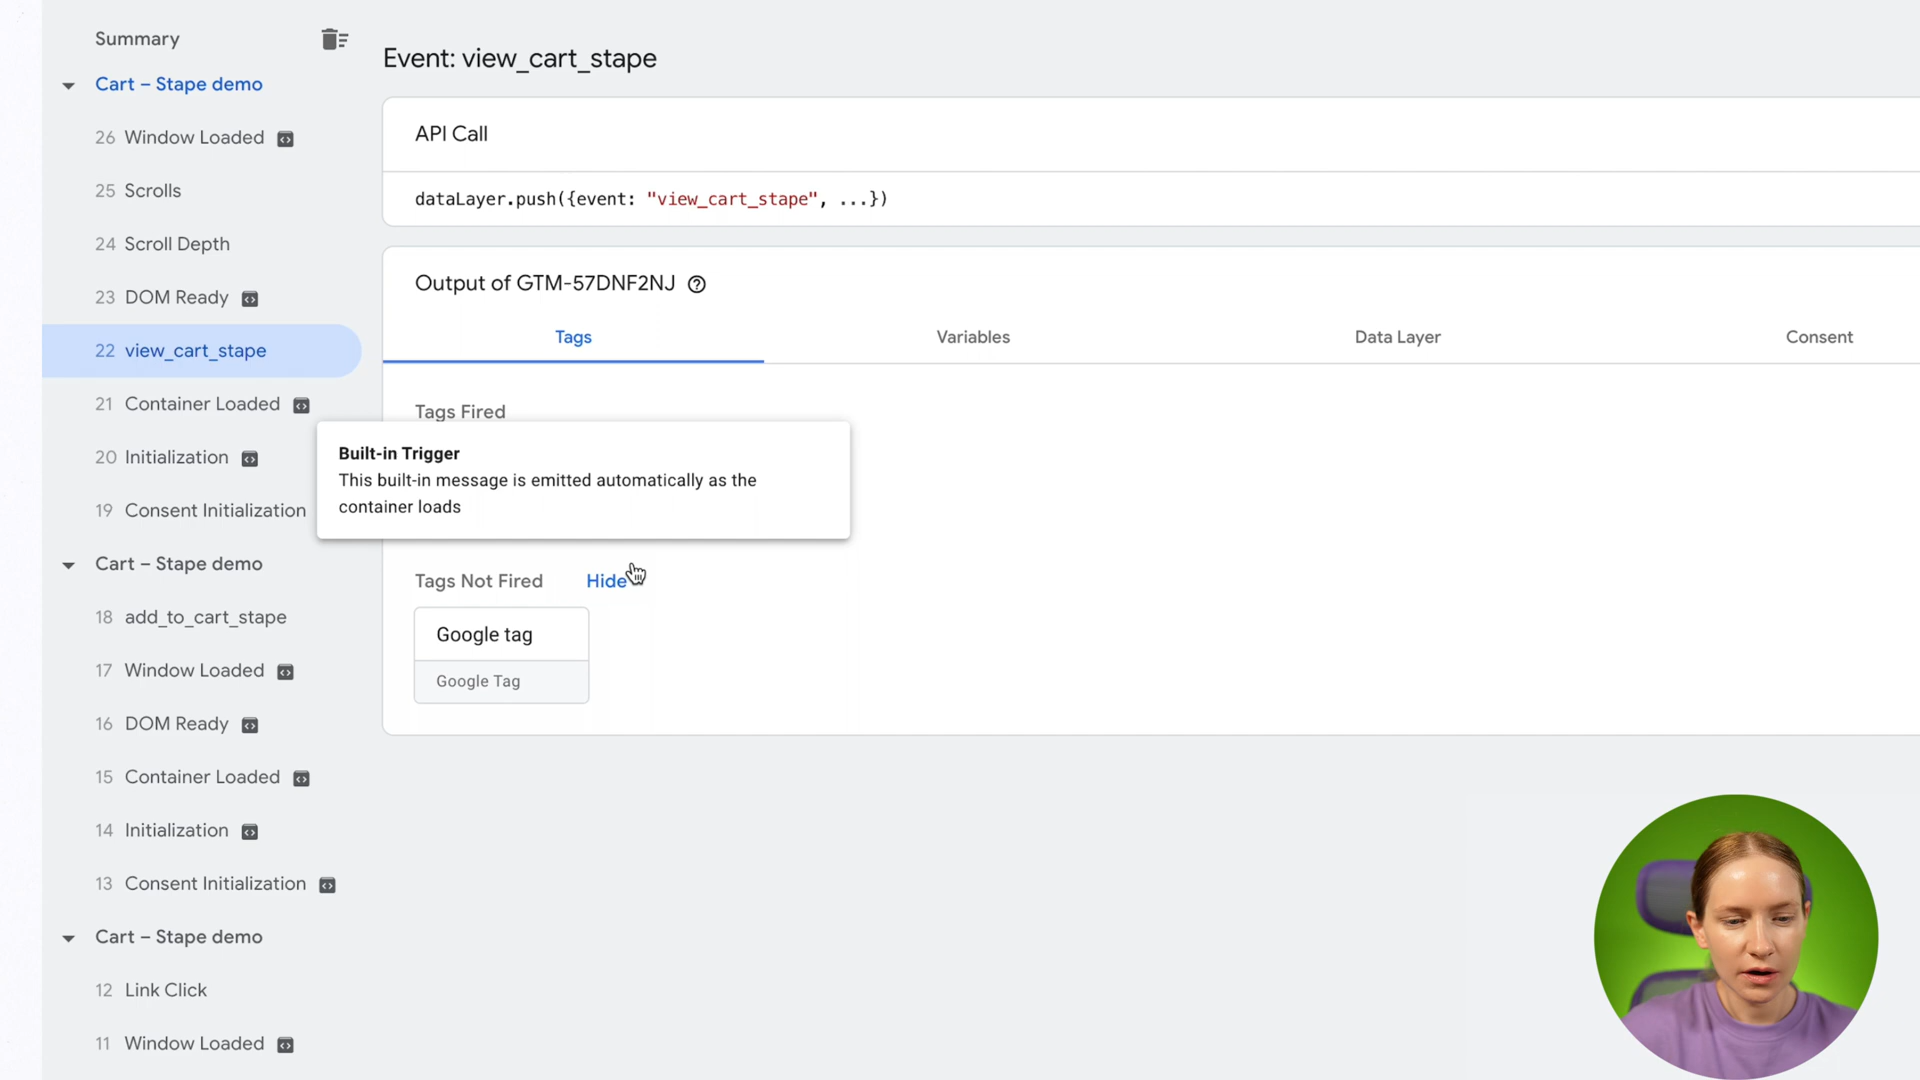 Summary
Cart – Stape demo
26 Window Loaded
25 Scrolls
24 Scroll Depth
23 DOM Ready
22 view_cart_stape
21 Container Loaded
20 Initialization
19 Consent Initialization
Cart – Stape demo
18 add_to_cart_stape
17 Window Loaded
16 DOM Ready
15 Container Loaded
14 Initialization
13 Consent Initialization
Cart – Stape demo
12 Link Click
11 Window Loaded
Event: view_cart_stape
API Call
dataLayer.push({event: "view_cart_stape", ...})
Output of GTM-57DNF2NJ
Tags Variables Data Layer Consent
Tags Fired
Built-in Trigger
This built-in message is emitted automatically as the
container loads
Tags Not Fired Hide
Google tag
Google Tag